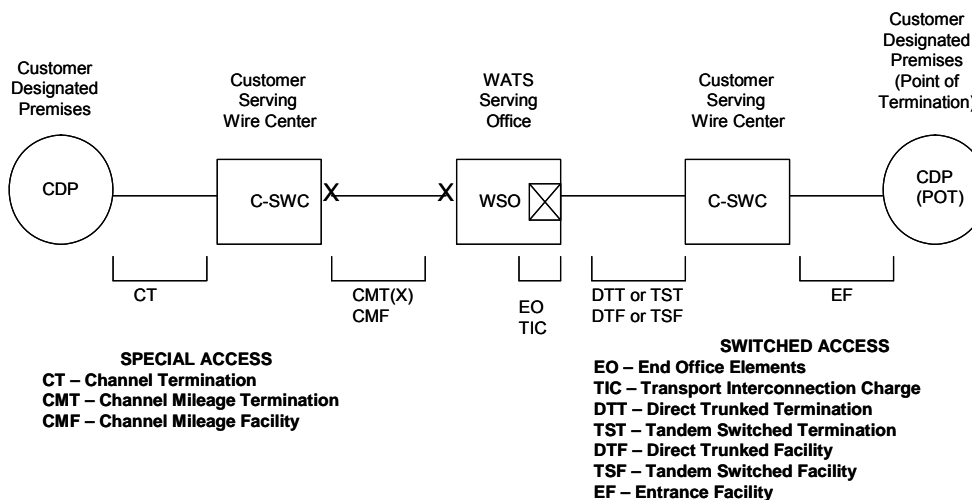 Customer
Designated
Premises
Customer
Serving
Wire Center
WATS
Serving
Office
Customer
Serving
Wire Center
Customer
Designated
Premises
(Point of
Termination)
CDP
C-SWC
X
X
WSO
C-SWC
CDP
(POT)
CT
CMT(X)
CMF
EO
TIC
DTT or TST
DTF or TSF
EF
SPECIAL ACCESS
CT – Channel Termination
CMT – Channel Mileage Termination
CMF – Channel Mileage Facility
SWITCHED ACCESS
EO – End Office Elements
TIC – Transport Interconnection Charge
DTT – Direct Trunked Termination
TST – Tandem Switched Termination
DTF – Direct Trunked Facility
TSF – Tandem Switched Facility
EF – Entrance Facility